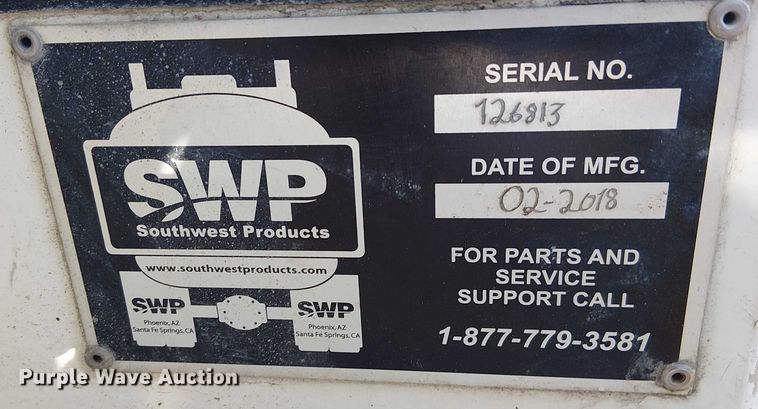 SWP
Southwest Products
www.southwestproducts.com
SWP
Phoenix, AZ
Santa Fe Springs, CA
SWP
Phoenix, AZ
Santa Fe Springs, CA
SERIAL NO.
126813
DATE OF MFG.
02-2018
FOR PARTS AND
SERVICE
SUPPORT CALL
1-877-779-3581
Purple Wave Auction